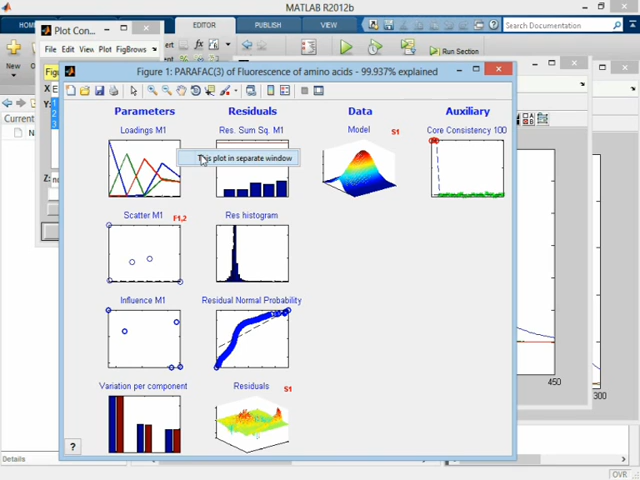 MATLAB R2012b
HOME
EDITOR
PUBLISH
VIEW
Search Documentation
Plot Con...
File Edit View Plot FigBrows
New
Open
Insert
Run Section
Figure 1: PARAFAC(3) of Fluorescence of amino acids - 99.937% explained
Parameters
Residuals
Data
Auxiliary
Loadings M1
Res. Sum Sq. M1
Model
S1
Core Consistency 100
This plot in separate window
Scatter M1
F1,2
Res histogram
Influence M1
Residual Normal Probability
Variation per component
Residuals
S1
Current
X
Z:
450
300
?
Details
OVR